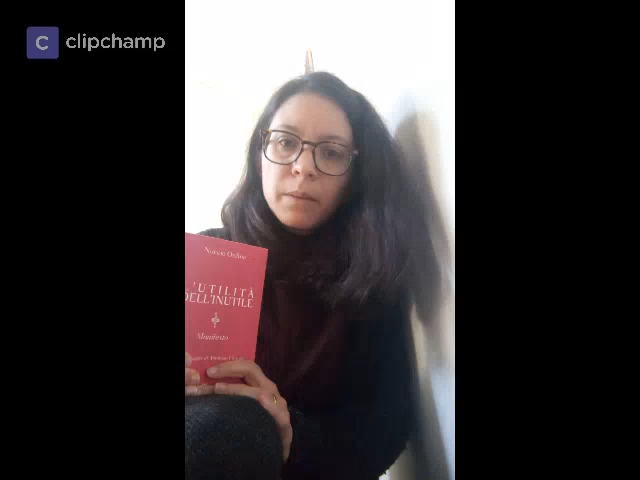 clipchamp
Nuccio Ordine
L'UTILITÀ
DELL'INUTILE
Manifesto